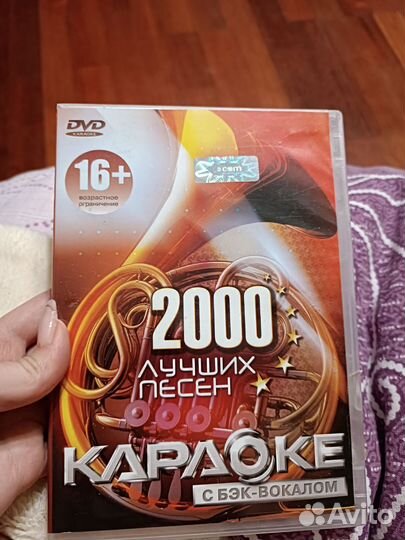 DVD
KARAOKE
16+
возрастное
ограничение
2000
ЛУЧШИХ
ПЕСЕН
КАРАОКЕ
С БЭК-ВОКАЛОМ
Avito